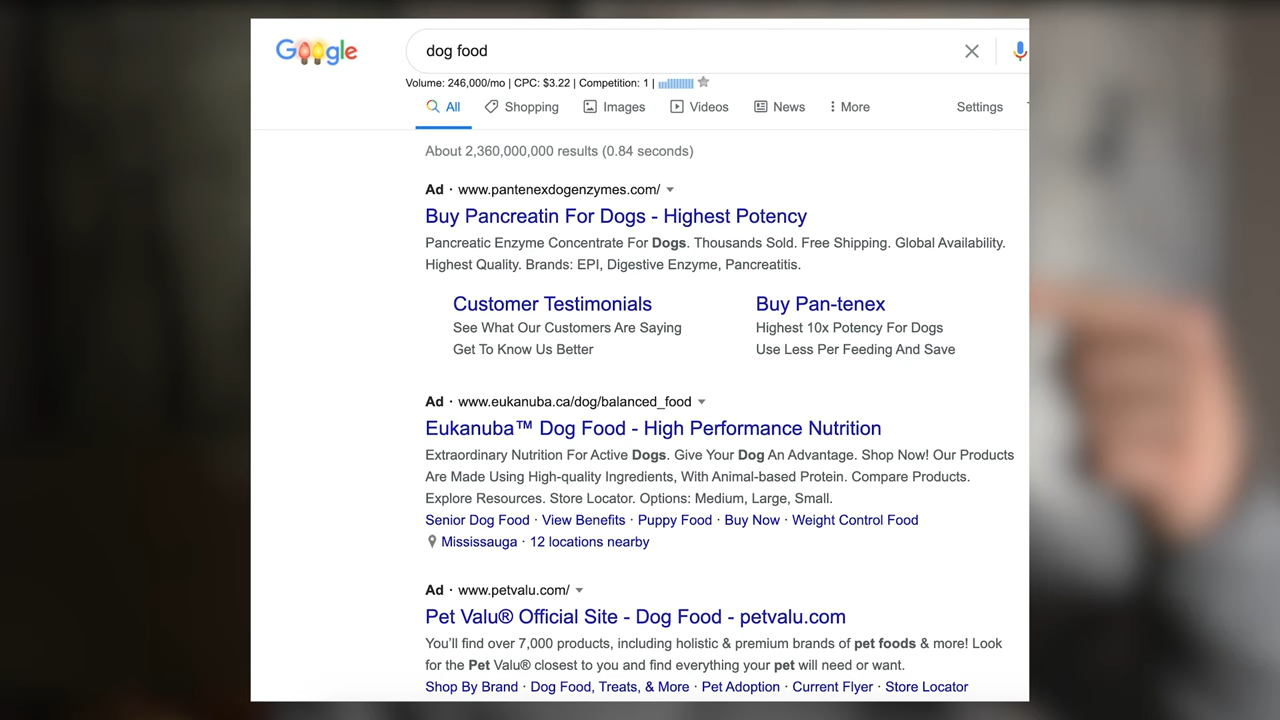 Google
dog food
Volume: 246,000/mo | CPC: $3.22 | Competition: 1 |
All Shopping Images Videos News More Settings
About 2,360,000,000 results (0.84 seconds)
Ad · www.pantenexdogenzymes.com/
Buy Pancreatin For Dogs - Highest Potency
Pancreatic Enzyme Concentrate For Dogs. Thousands Sold. Free Shipping. Global Availability.
Highest Quality. Brands: EPI, Digestive Enzyme, Pancreatitis.
Customer Testimonials Buy Pan-tenex
See What Our Customers Are Saying Highest 10x Potency For Dogs
Get To Know Us Better Use Less Per Feeding And Save
Ad · www.eukanuba.ca/dog/balanced_food
Eukanuba™ Dog Food - High Performance Nutrition
Extraordinary Nutrition For Active Dogs. Give Your Dog An Advantage. Shop Now! Our Products
Are Made Using High-quality Ingredients, With Animal-based Protein. Compare Products.
Explore Resources. Store Locator. Options: Medium, Large, Small.
Senior Dog Food · View Benefits · Puppy Food · Buy Now · Weight Control Food
Mississauga · 12 locations nearby
Ad · www.petvalu.com/
Pet Valu® Official Site - Dog Food - petvalu.com
You'll find over 7,000 products, including holistic & premium brands of pet foods & more! Look
for the Pet Valu® closest to you and find everything your pet will need or want.
Shop By Brand · Dog Food, Treats, & More · Pet Adoption · Current Flyer · Store Locator